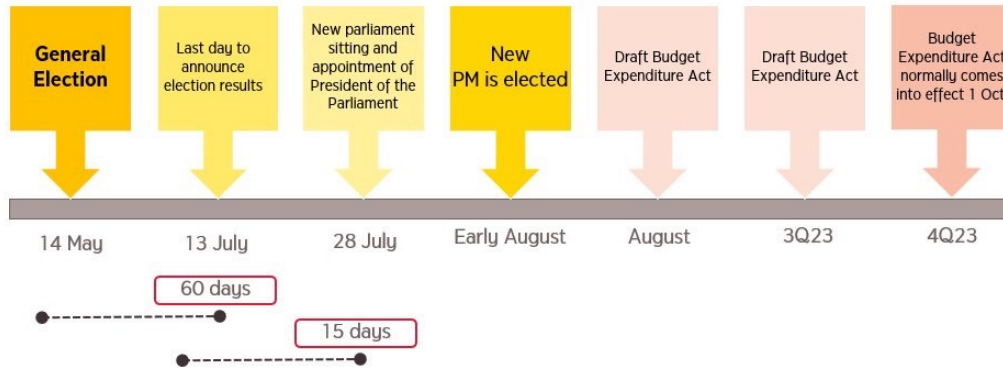 General
Election
Last day to
announce
election results
New parliament
sitting and
appointment of
President of the
Parliament
New
PM is elected
Draft Budget
Expenditure Act
Draft Budget
Expenditure Act
Budget
Expenditure Act
normally comes
into effect 1 Oct
14 May
13 July
28 July
Early August
August
3Q23
4Q23
60 days
15 days